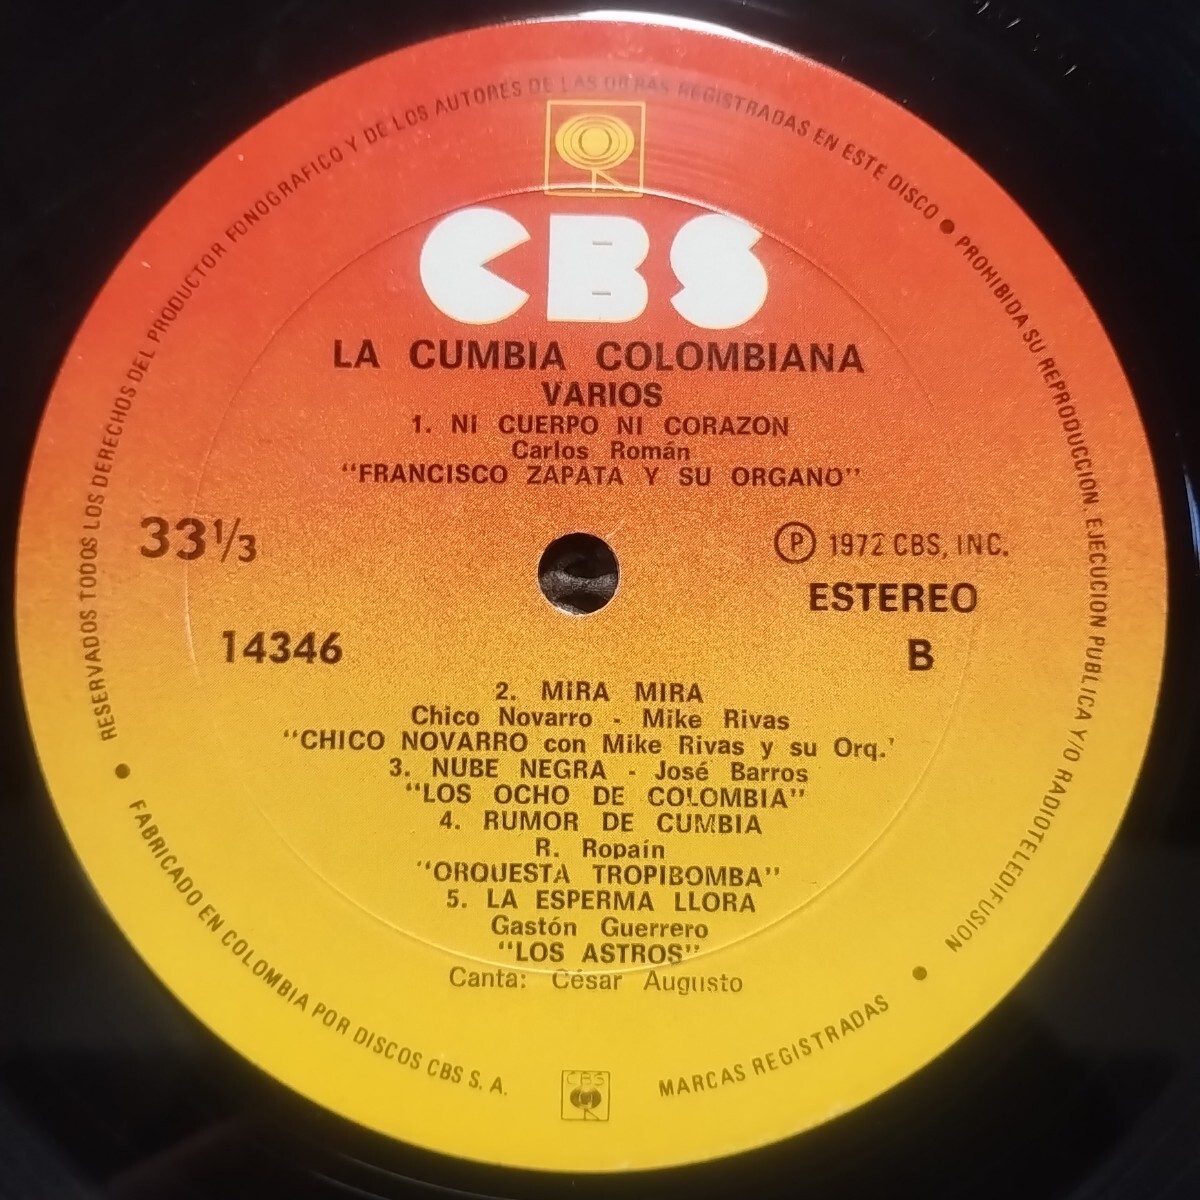 RESERVADOS TODOS LOS DERECHOS DEL PRODUCTOR FONOGRAFICO Y DE LOS AUTORES DE LAS OBRAS REGISTRADAS EN ESTE DISCO • PROHIBIDA SU REPRODUCCION. EJECUCION PUBLICA Y/O RADIOTELEDIFUSION
CBS
LA CUMBIA COLOMBIANA
VARIOS
1. NI CUERPO NI CORAZON
Carlos Román
"FRANCISCO ZAPATA Y SU ORGANO"
33 1/3
Ⓟ 1972 CBS, INC.
ESTEREO
14346
B
2. MIRA MIRA
Chico Novarro - Mike Rivas
"CHICO NOVARRO con Mike Rivas y su Orq.'
3. NUBE NEGRA - José Barros
"LOS OCHO DE COLOMBIA"
4. RUMOR DE CUMBIA
R. Ropaín
"ORQUESTA TROPIBOMBA"
5. LA ESPERMA LLORA
Gastón Guerrero
"LOS ASTROS"
Canta: César Augusto
• FABRICADO EN COLOMBIA POR DISCOS CBS S. A.
CBS
MARCAS REGISTRADAS •